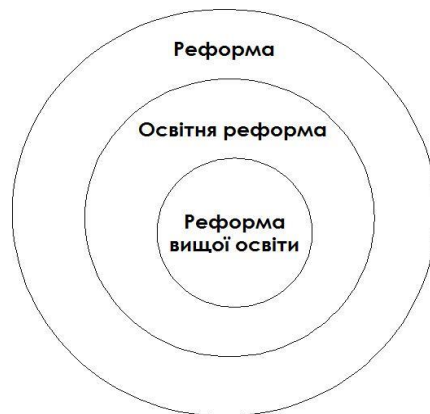 Реформа
Освітня реформа
Реформа
вищої освіти